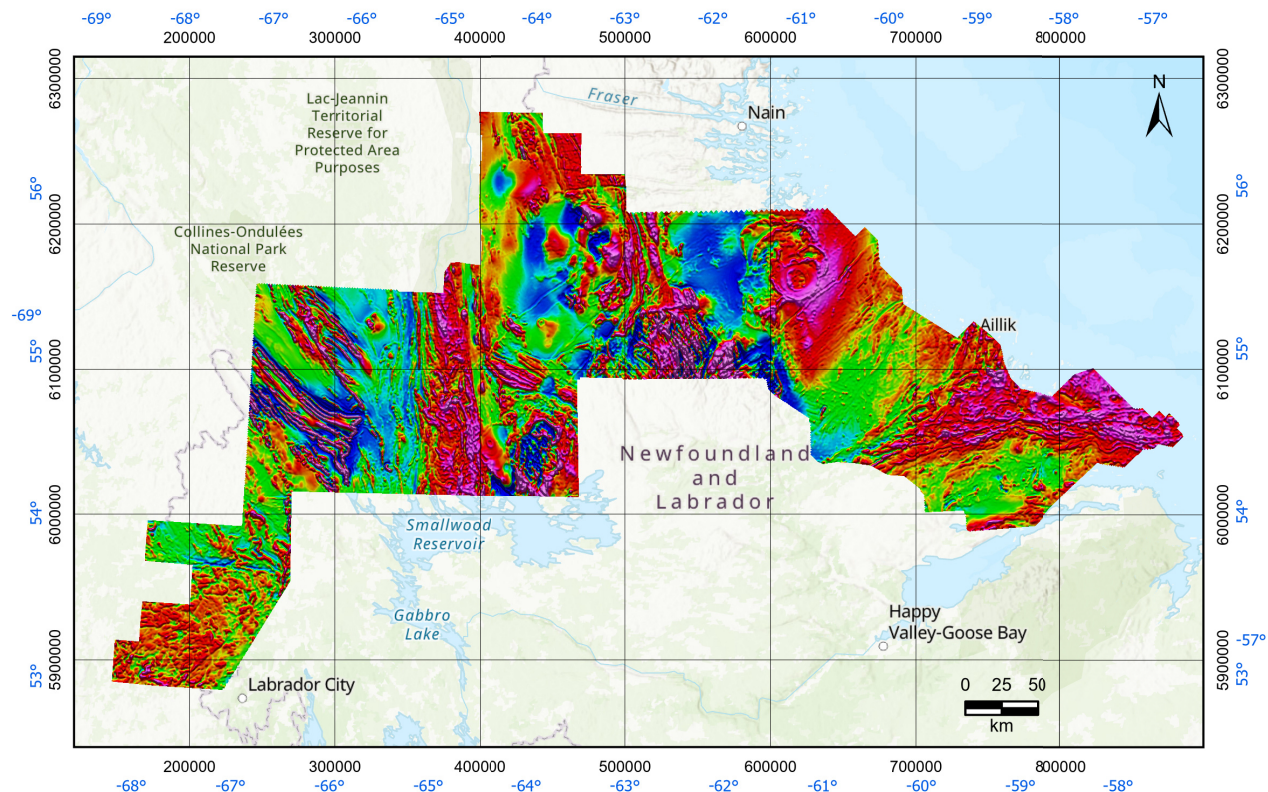 -69° -68° -67° -66° -65° -64° -63° -62° -61° -60° -59° -58° -57°
200000 300000 400000 500000 600000 700000 800000
6300000
6300000
N
Fraser
Nain
Lac-Jeannin
Territorial
Reserve for
Protected Area
Purposes
56°
56°
6200000
6200000
Collines-Ondulées
National Park
Reserve
-69°
Aillik
55°
55°
6100000
6100000
Newfoundland
and
Labrador
54°
54°
6000000
6000000
Smallwood
Reservoir
Gabbro
Lake
Happy
Valley-Goose Bay
-57°
53°
53°
5900000
5900000
Labrador City
0 25 50
km
200000 300000 400000 500000 600000 700000 800000
-68° -67° -66° -65° -64° -63° -62° -61° -60° -59° -58°